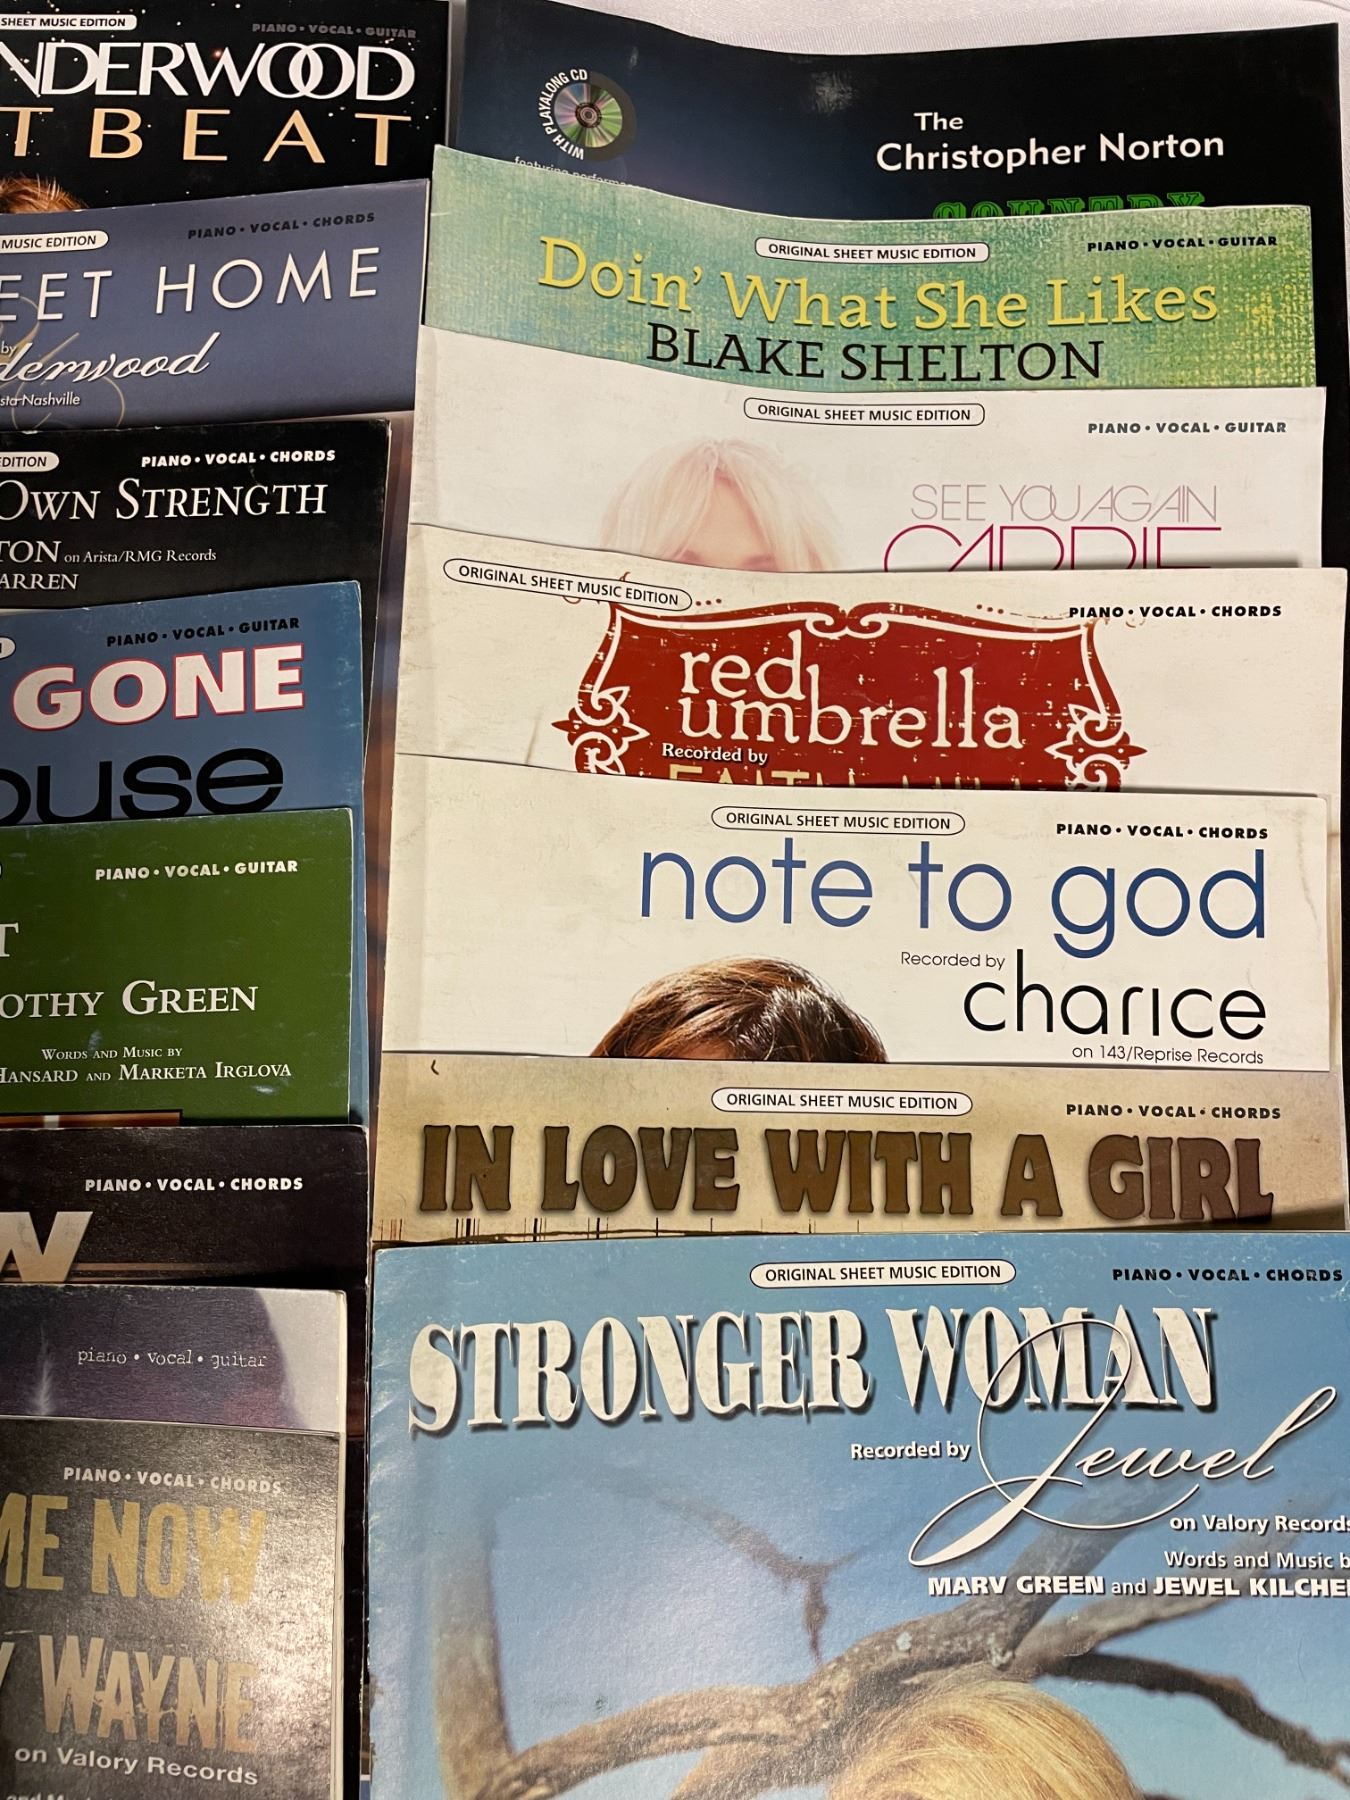 SHEET MUSIC EDITION
PIANO • VOCAL • GUITAR
NDERWOOD
T BEAT
MUSIC EDITION
PIANO • VOCAL • CHORDS
EET HOME
by
derwood
sta Nashville
EDITION
PIANO • VOCAL • CHORDS
OWN STRENGTH
TON on Arista/RMG Records
ARREN
PIANO • VOCAL • GUITAR
GONE
ouse
PIANO • VOCAL • GUITAR
T
OTHY GREEN
WORDS AND MUSIC BY
HANSARD AND MARKETA IRGLOVA
PIANO • VOCAL • CHORDS
W
piano • vocal • guitar
PIANO • VOCAL • CHORDS
ME NOW
Y WAYNE
on Valory Records
WITH PLAYALONG CD
featuring
The
Christopher Norton
COUNTRY
ORIGINAL SHEET MUSIC EDITION
PIANO • VOCAL • GUITAR
Doin' What She Likes
BLAKE SHELTON
ORIGINAL SHEET MUSIC EDITION
PIANO • VOCAL • GUITAR
SEE YOU AGAIN
CARRIE
ORIGINAL SHEET MUSIC EDITION
PIANO • VOCAL • CHORDS
red
umbrella
Recorded by
FAITH HILL
ORIGINAL SHEET MUSIC EDITION
PIANO • VOCAL • CHORDS
note to god
Recorded by
charice
on 143/Reprise Records
ORIGINAL SHEET MUSIC EDITION
PIANO • VOCAL • CHORDS
IN LOVE WITH A GIRL
ORIGINAL SHEET MUSIC EDITION
PIANO • VOCAL • CHORDS
STRONGER WOMAN
Recorded by Jewel
on Valory Records
Words and Music b
MARV GREEN and JEWEL KILCHE